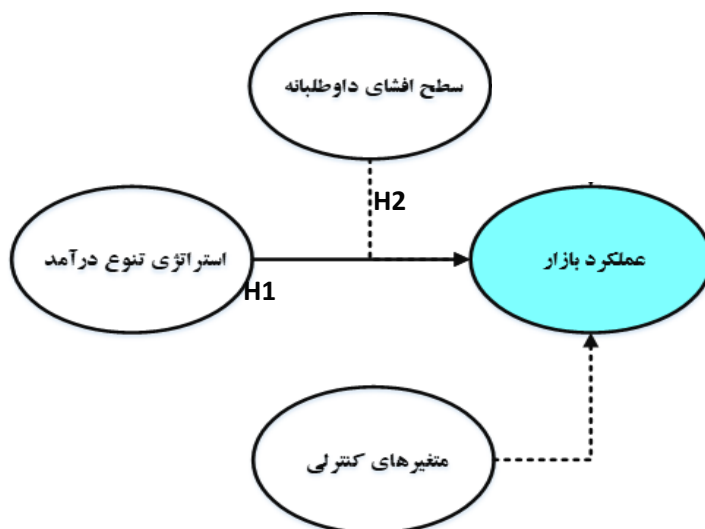 سطح افشای داوطلبانه
H2
استراتژی تنوع درآمد
عملکرد بازار
H1
متغیرهای کنترلی